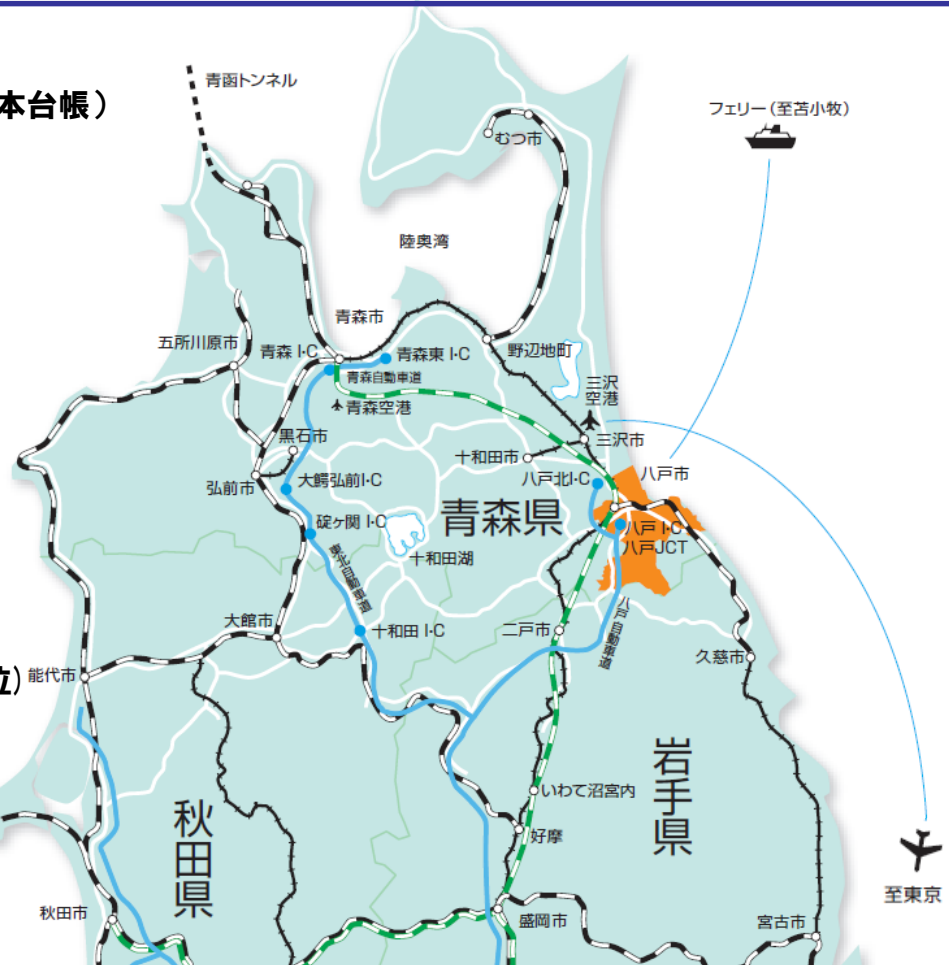 青函トンネル
本台帳）
フェリー（至苫小牧）
むつ市
陸奥湾
青森市
五所川原市
青森 I・C
青森東 I・C
野辺地町
青森自動車道
三沢
空港
青森空港
黒石市
三沢市
十和田市
八戸市
弘前市
大鰐弘前I・C
八戸北I・C
青森県
碇ヶ関 I・C
八戸 I・C
八戸JCT
十和田湖
東北自動車道
大館市
十和田 I・C
二戸市
八戸自動車道
久慈市
位)
能代市
岩手県
いわて沼宮内
秋田県
好摩
至東京
秋田市
盛岡市
宮古市